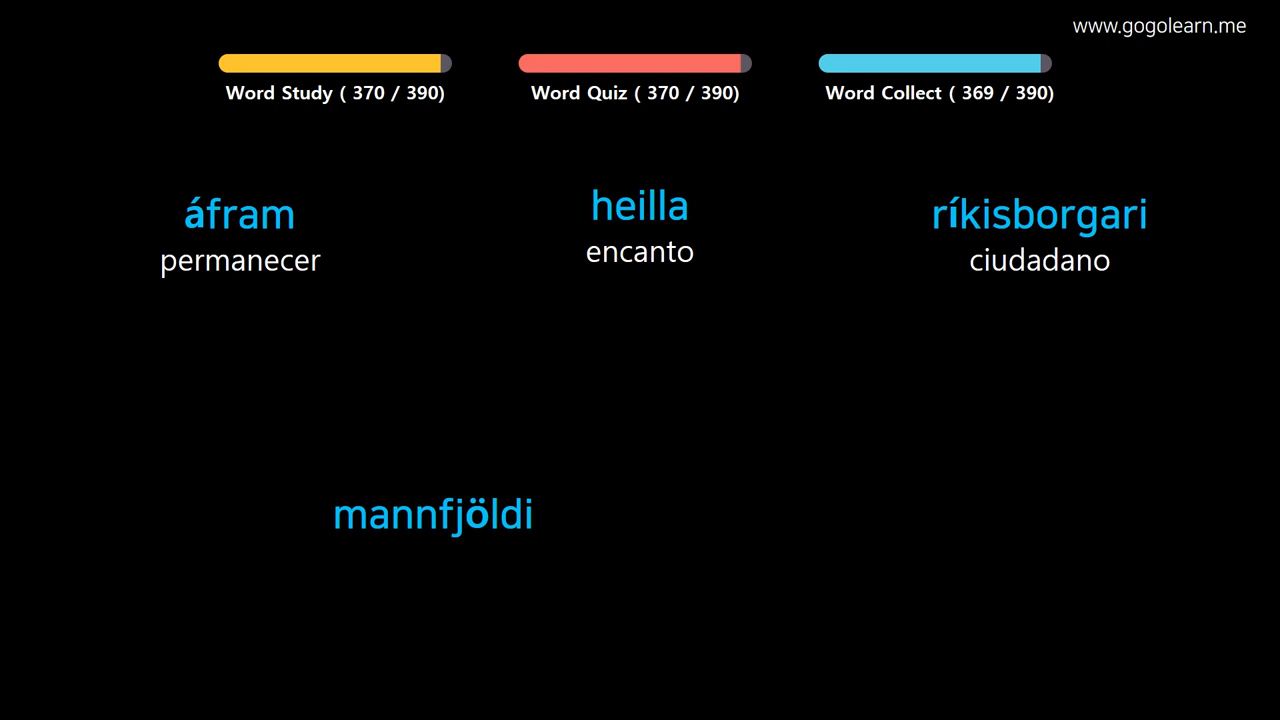 www.gogolearn.me
Word Study ( 370 / 390)
Word Quiz ( 370 / 390)
Word Collect ( 369 / 390)
áfram
permanecer
heilla
encanto
ríkisborgari
ciudadano
mannfjöldi